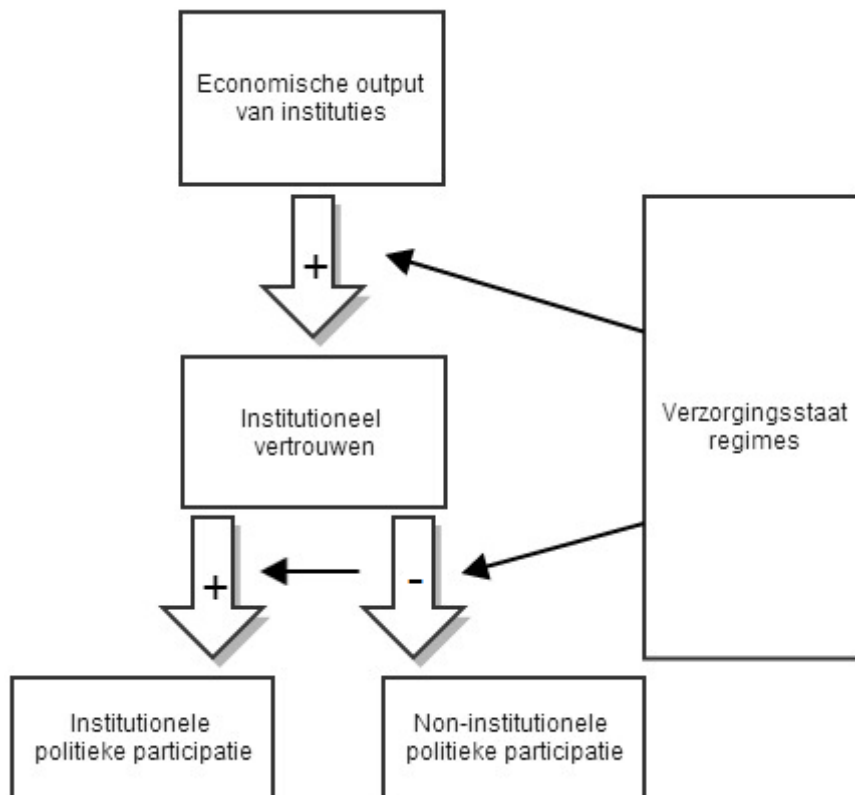 Economische output
van instituties
+
Institutioneel
vertrouwen
Verzorgingsstaat
regimes
+
-
Institutionele
politieke participatie
Non-institutionele
politieke participatie